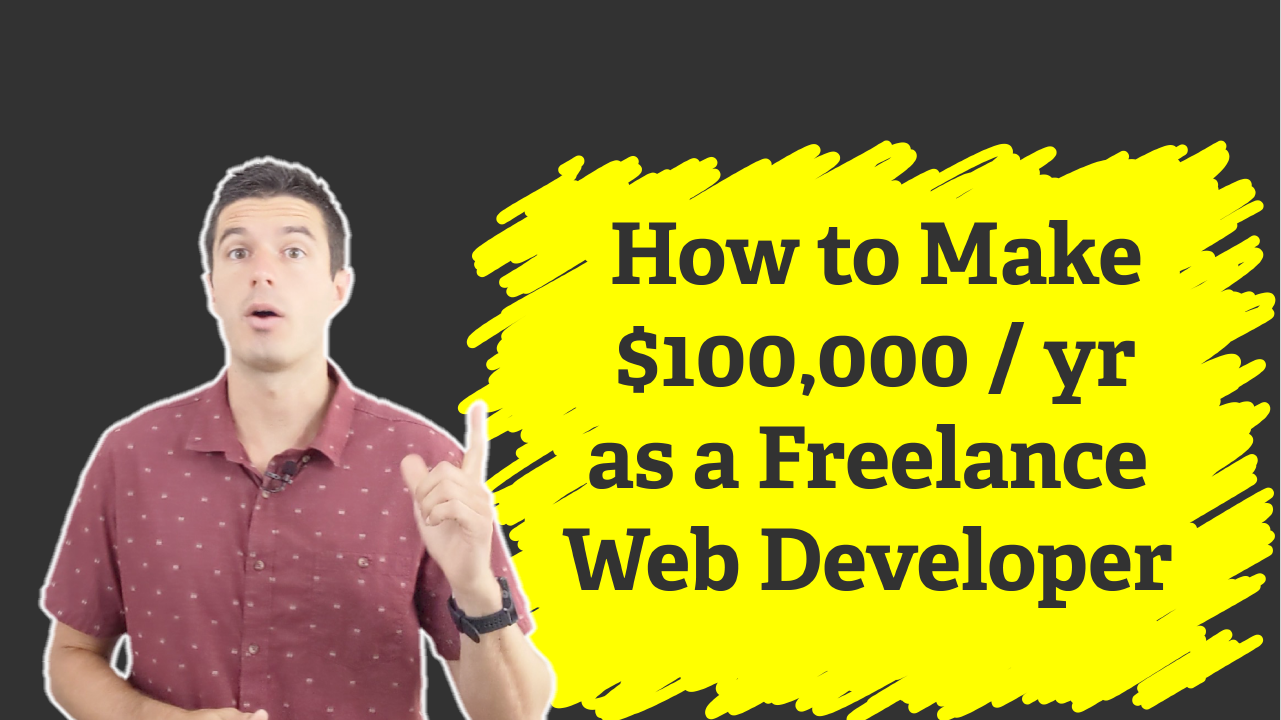 How to Make
$100,000 / yr
as a Freelance
Web Developer